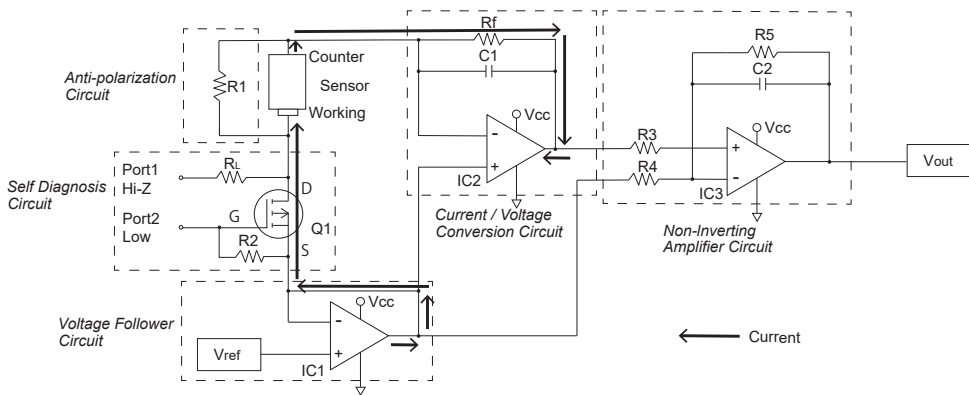 Rf
C1
Counter
Sensor
Working
Anti-polarization
Circuit
R1
Vcc
-
+
IC2
Current / Voltage
Conversion Circuit
R5
C2
Vcc
R3
R4
+
-
IC3
Non-Inverting
Amplifier Circuit
Vout
Self Diagnosis
Circuit
Port1
Hi-Z
RL
D
Port2
Low
G
Q1
R2
S
Voltage Follower
Circuit
Vcc
-
+
Vref
IC1
Current